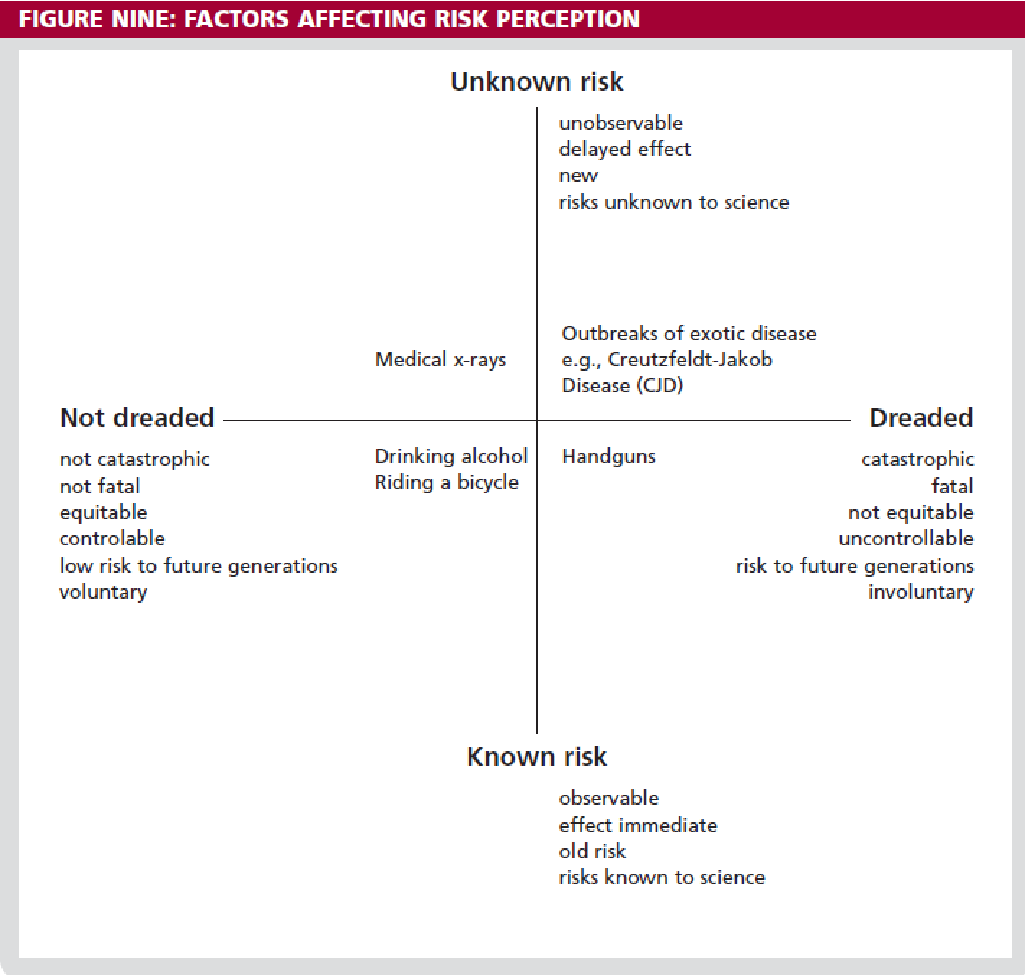 FIGURE NINE: FACTORS AFFECTING RISK PERCEPTION
Unknown risk
unobservable
delayed effect
new
risks unknown to science
Medical x-rays
Outbreaks of exotic disease
e.g., Creutzfeldt-Jakob
Disease (CJD)
Not dreaded
Dreaded
not catastrophic
not fatal
equitable
controlable
low risk to future generations
voluntary
Drinking alcohol
Riding a bicycle
Handguns
catastrophic
fatal
not equitable
uncontrollable
risk to future generations
involuntary
Known risk
observable
effect immediate
old risk
risks known to science